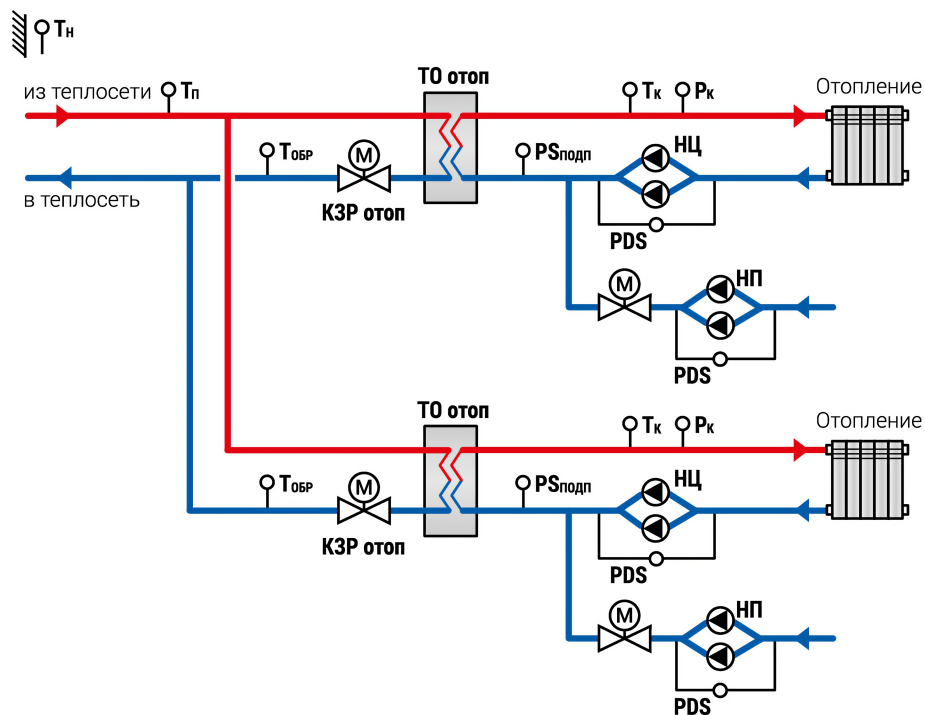 Tн
из теплосети
Tп
ТО отоп
Tк
Pк
Отопление
в теплосеть
Tобр
M
КЗР отоп
PSподп
НЦ
PDS
M
НП
PDS
ТО отоп
Tк
Pк
Отопление
Tобр
M
КЗР отоп
PSподп
НЦ
PDS
M
НП
PDS